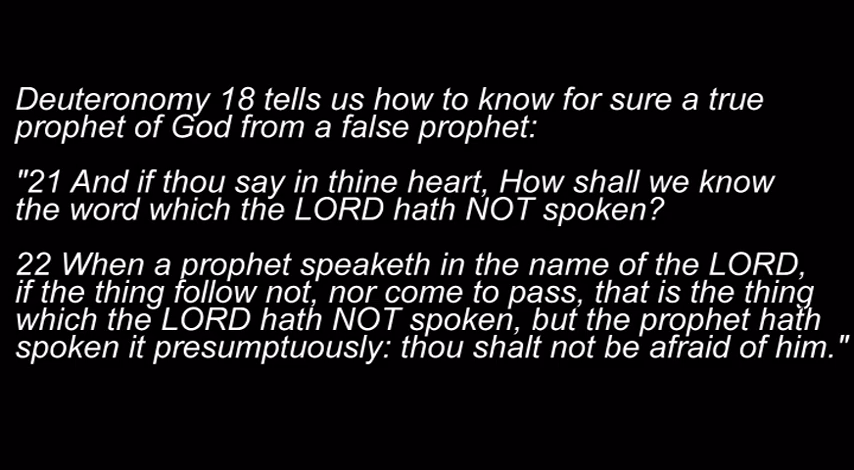 Deuteronomy 18 tells us how to know for sure a true
prophet of God from a false prophet:
"21 And if thou say in thine heart, How shall we know
the word which the LORD hath NOT spoken?
22 When a prophet speaketh in the name of the LORD,
if the thing follow not, nor come to pass, that is the thing
which the LORD hath NOT spoken, but the prophet hath
spoken it presumptuously: thou shalt not be afraid of him."